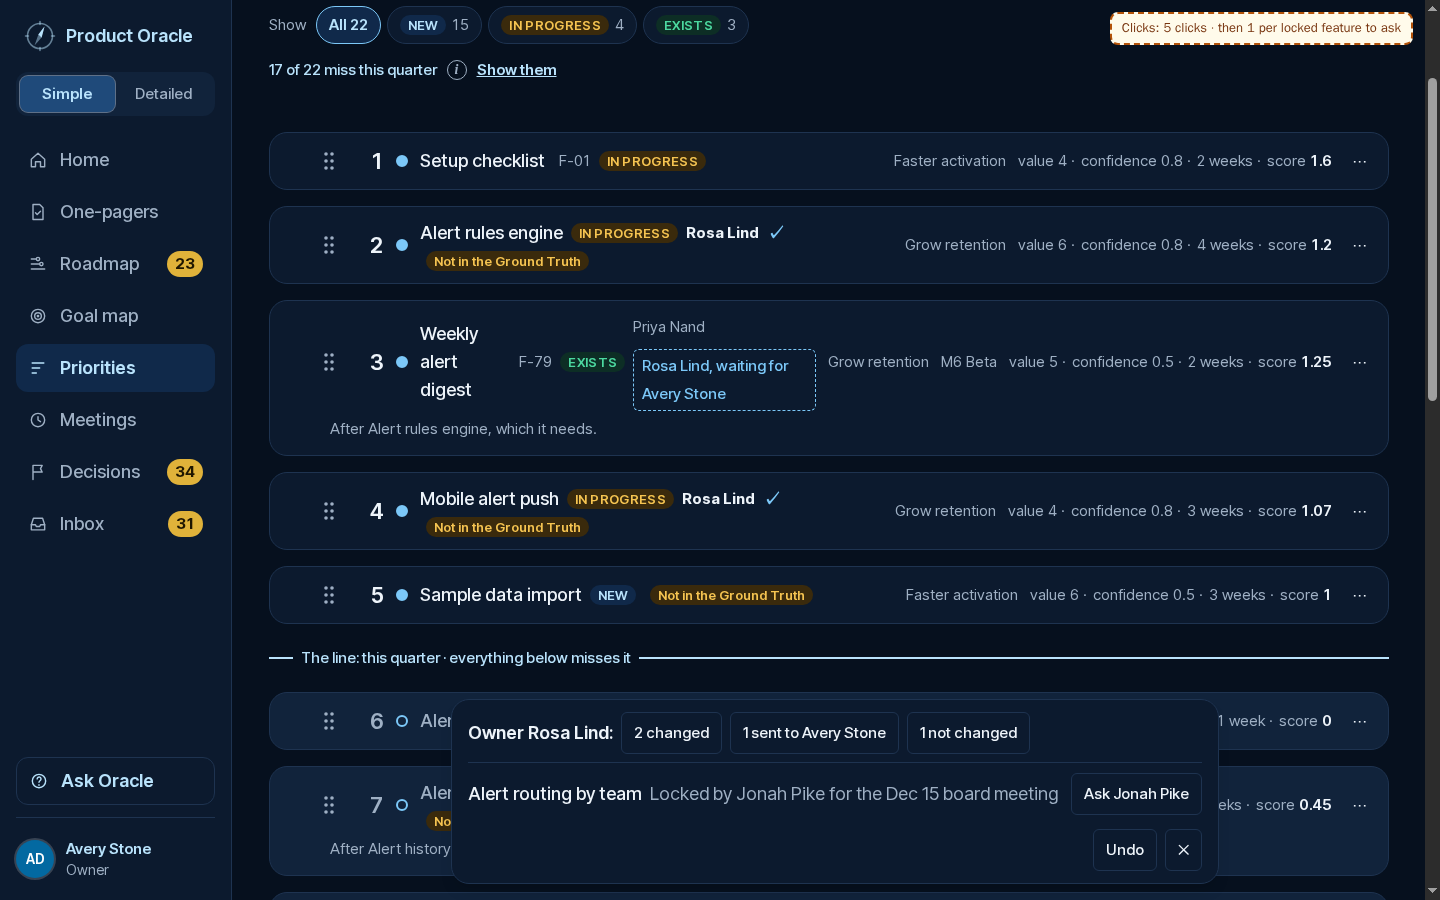 Product Oracle
Simple
Detailed
Home
One-pagers
Roadmap 23
Goal map
Priorities
Meetings
Decisions 34
Inbox 31
Ask Oracle
AD
Avery Stone
Owner
Show All 22 NEW 15 IN PROGRESS 4 EXISTS 3
Clicks: 5 clicks · then 1 per locked feature to ask
17 of 22 miss this quarter i Show them
1 Setup checklist F-01 IN PROGRESS Faster activation value 4 · confidence 0.8 · 2 weeks · score 1.6 ...
2 Alert rules engine IN PROGRESS Rosa Lind ✓ Grow retention value 6 · confidence 0.8 · 4 weeks · score 1.2 ...
Not in the Ground Truth
Priya Nand
3 Weekly alert digest F-79 EXISTS Rosa Lind, waiting for Avery Stone Grow retention M6 Beta value 5 · confidence 0.5 · 2 weeks · score 1.25 ...
After Alert rules engine, which it needs.
4 Mobile alert push IN PROGRESS Rosa Lind ✓ Grow retention value 4 · confidence 0.8 · 3 weeks · score 1.07 ...
Not in the Ground Truth
5 Sample data import NEW Not in the Ground Truth Faster activation value 6 · confidence 0.5 · 3 weeks · score 1 ...
The line: this quarter · everything below misses it
6 1 week · score 0 ...
7 score 0.45 ...
After Alert history
Owner Rosa Lind: 2 changed 1 sent to Avery Stone 1 not changed
Alert routing by team Locked by Jonah Pike for the Dec 15 board meeting Ask Jonah Pike
Undo ×